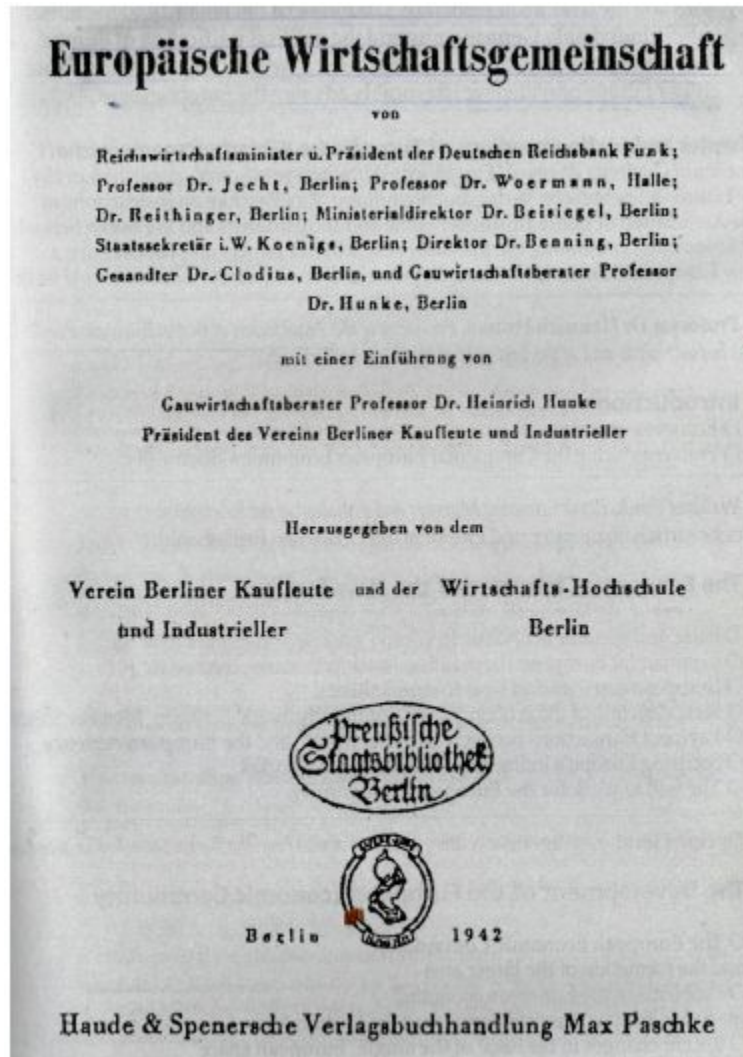 Europäische Wirtschaftsgemeinschaft
von
Reichswirtschaftsminister u. Präsident der Deutschen Reichsbank Funk;
Professor Dr. Jecht, Berlin; Professor Dr. Woermann, Halle;
Dr. Reithinger, Berlin; Ministerialdirektor Dr. Beisiegel, Berlin;
Staatssekretär i.W. Koenigs, Berlin; Direktor Dr. Benning, Berlin;
Gesandter Dr. Clodius, Berlin, und Gauwirtschaftsberater Professor
Dr. Hunke, Berlin
mit einer Einführung von
Gauwirtschaftsberater Professor Dr. Heinrich Hunke
Präsident des Vereins Berliner Kaufleute und Industrieller
Herausgegeben von dem
Verein Berliner Kaufleute und der Wirtschafts-Hochschule
und Industrieller Berlin
Preußische
Staatsbibliothek
Berlin
Berlin 1942
Haude & Spenersche Verlagsbuchhandlung Max Paschke